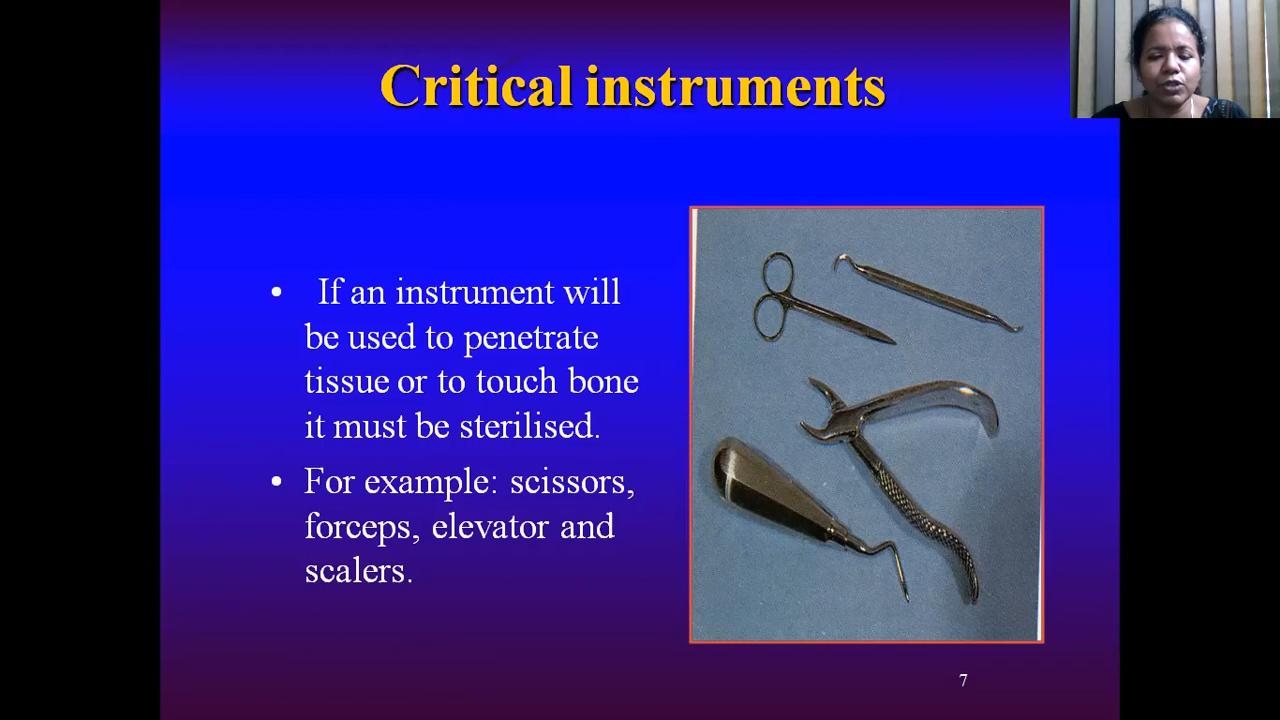 Critical instruments
• If an instrument will
be used to penetrate
tissue or to touch bone
it must be sterilised.
• For example: scissors,
forceps, elevator and
scalers.
7